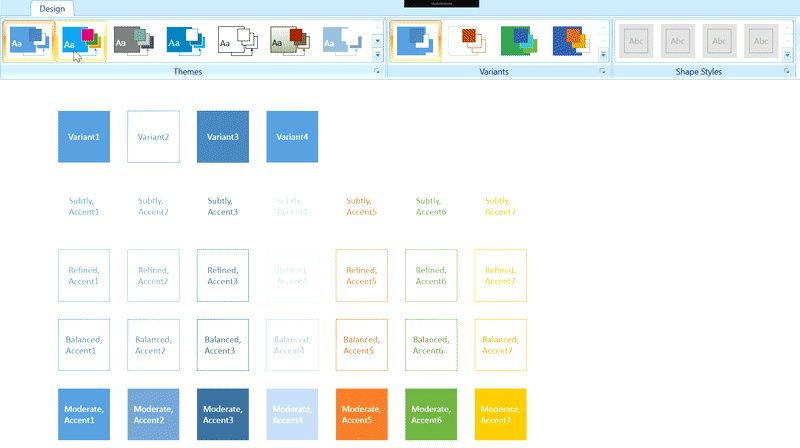 Design
Aa Aa Aa Aa Aa Aa Aa
Abc Abc Abc Abc
Themes Variants Shape Styles
Variant1 Variant2 Variant3 Variant4
Subtly, Subtly, Subtly, Subtly, Subtly, Subtly, Subtly,
Accent1 Accent2 Accent3 Accent4 Accent5 Accent6 Accent7
Refined, Refined, Refined, Refined, Refined, Refined, Refined,
Accent1 Accent2 Accent3 Accent4 Accent5 Accent6 Accent7
Balanced, Balanced, Balanced, Balanced, Balanced, Balanced, Balanced,
Accent1 Accent2 Accent3 Accent4 Accent5 Accent6 Accent7
Moderate, Moderate, Moderate, Moderate, Moderate, Moderate, Moderate,
Accent1 Accent2 Accent3 Accent4 Accent5 Accent6 Accent7